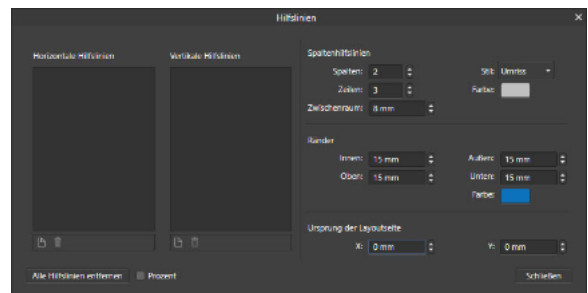 Hilfslinien
Horizontale Hilfslinien
Vertikale Hilfslinien
Alle Hilfslinien entfernen
Prozent
Spaltenhilfslinien
Spalten: 2
Stil: Umriss
Zeilen: 3
Farbe:
Zwischenraum: 8 mm
Ränder
Innen: 15 mm
Außen: 15 mm
Oben: 15 mm
Unten: 15 mm
Farbe:
Ursprung der Layoutseite
X: 0 mm
Y: 0 mm
Schließen